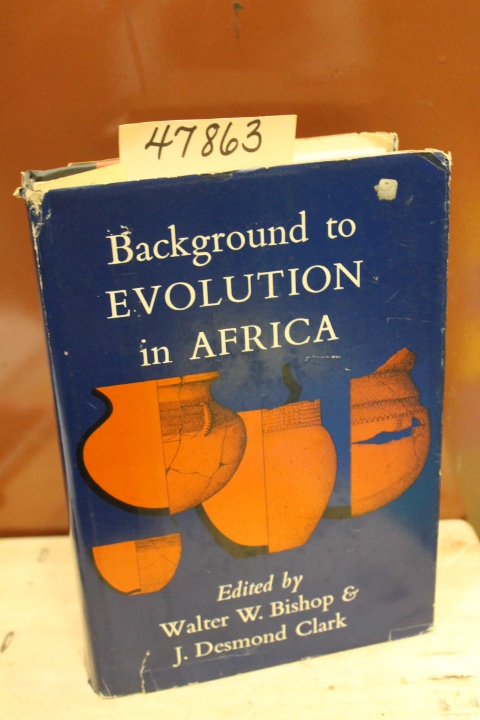 47863
Background to
EVOLUTION
in AFRICA
Edited by
Walter W. Bishop &
J. Desmond Clark